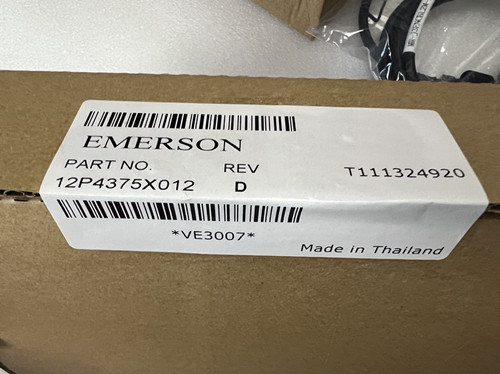 EMERSON
PART NO. REV T111324920
12P4375X012 D
*VE3007*
Made in Thailand